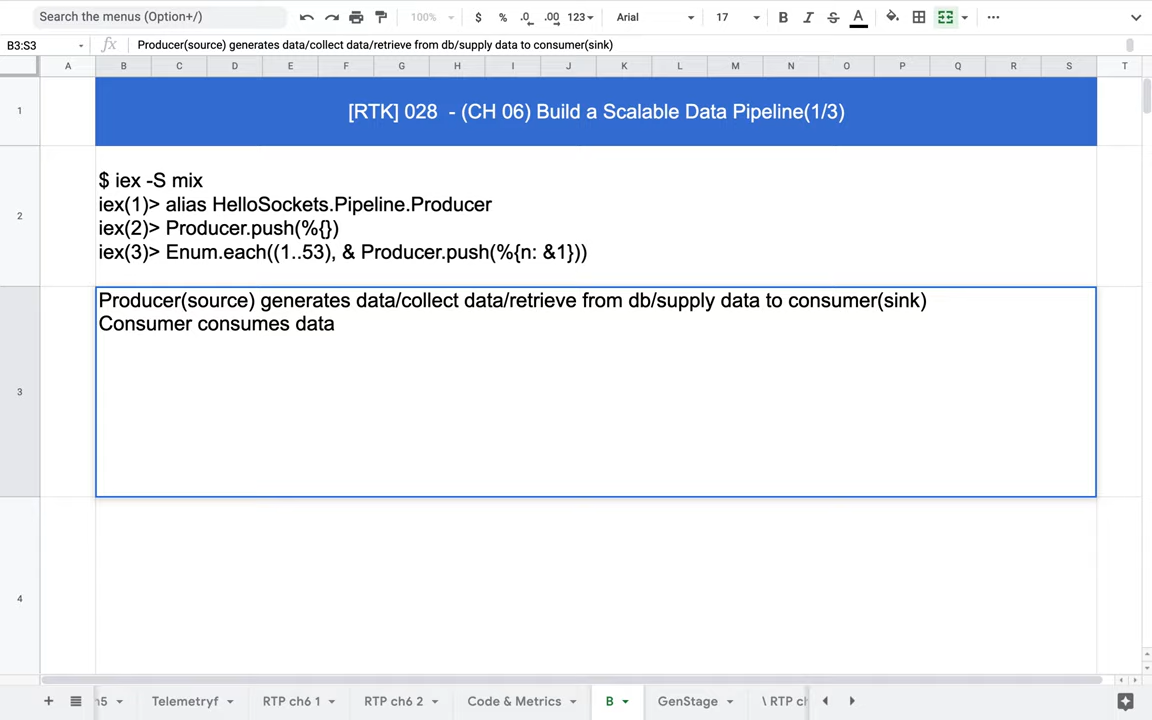 Search the menus (Option+/)
100%
$ % .0 .00 123
Arial
17
B I S A
B3:S3
fx
Producer(source) generates data/collect data/retrieve from db/supply data to consumer(sink)
A B C D E F G H I J K L M N O P Q R S T
1
[RTK] 028 - (CH 06) Build a Scalable Data Pipeline(1/3)
2
$ iex -S mix
iex(1)> alias HelloSockets.Pipeline.Producer
iex(2)> Producer.push(%{})
iex(3)> Enum.each((1..53), & Producer.push(%{n: &1}))
3
Producer(source) generates data/collect data/retrieve from db/supply data to consumer(sink)
Consumer consumes data
4
Telemetryf
RTP ch6 1
RTP ch6 2
Code & Metrics
B
GenStage
\ RTP ch